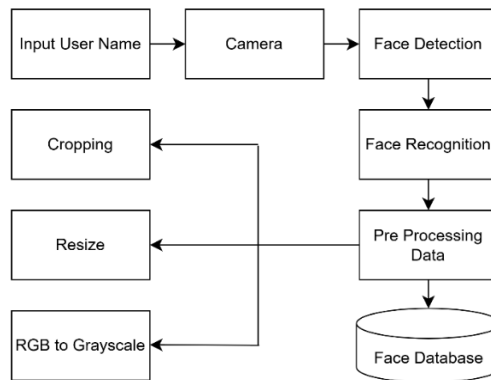 Input User Name
Camera
Face Detection
Cropping
Face Recognition
Resize
Pre Processing
Data
RGB to Grayscale
Face Database